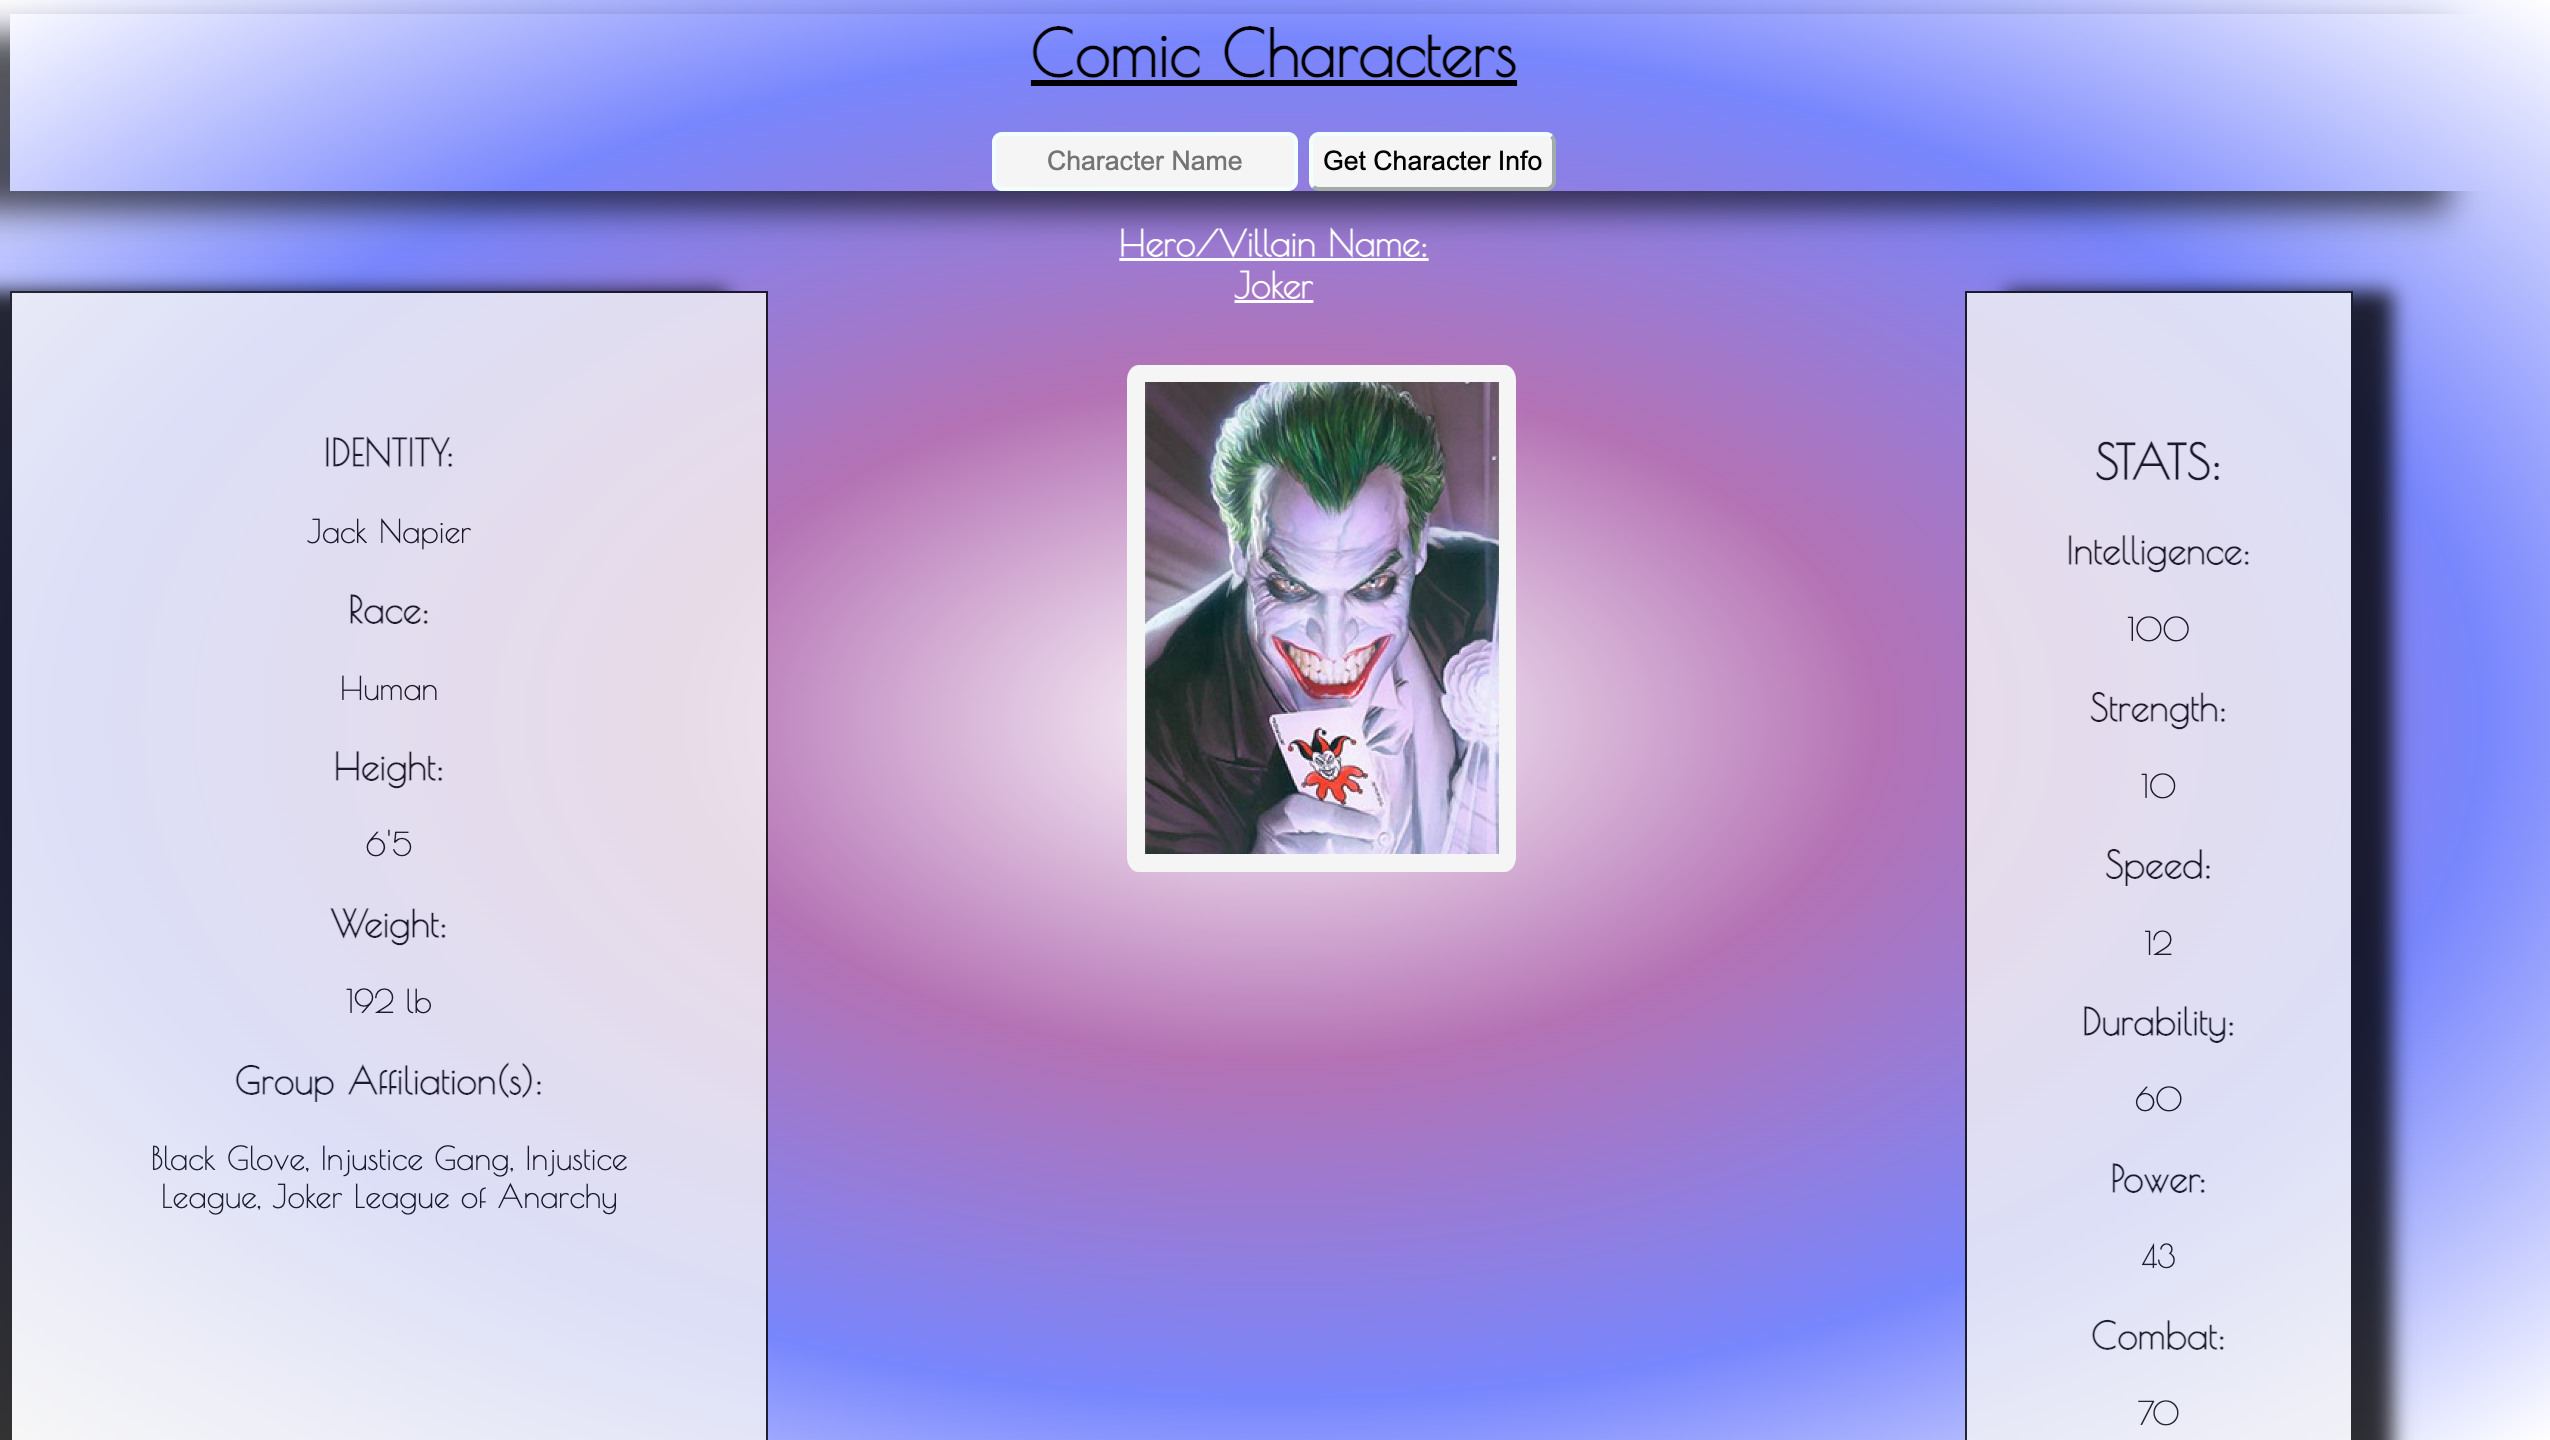 Comic Characters
Character Name
Get Character Info
Hero/Villain Name:
Joker
IDENTITY:
Jack Napier
Race:
Human
Height:
6'5
Weight:
192 lb
Group Affiliation(s):
Black Glove, Injustice Gang, Injustice
League, Joker League of Anarchy
STATS:
Intelligence:
100
Strength:
10
Speed:
12
Durability:
60
Power:
43
Combat:
70